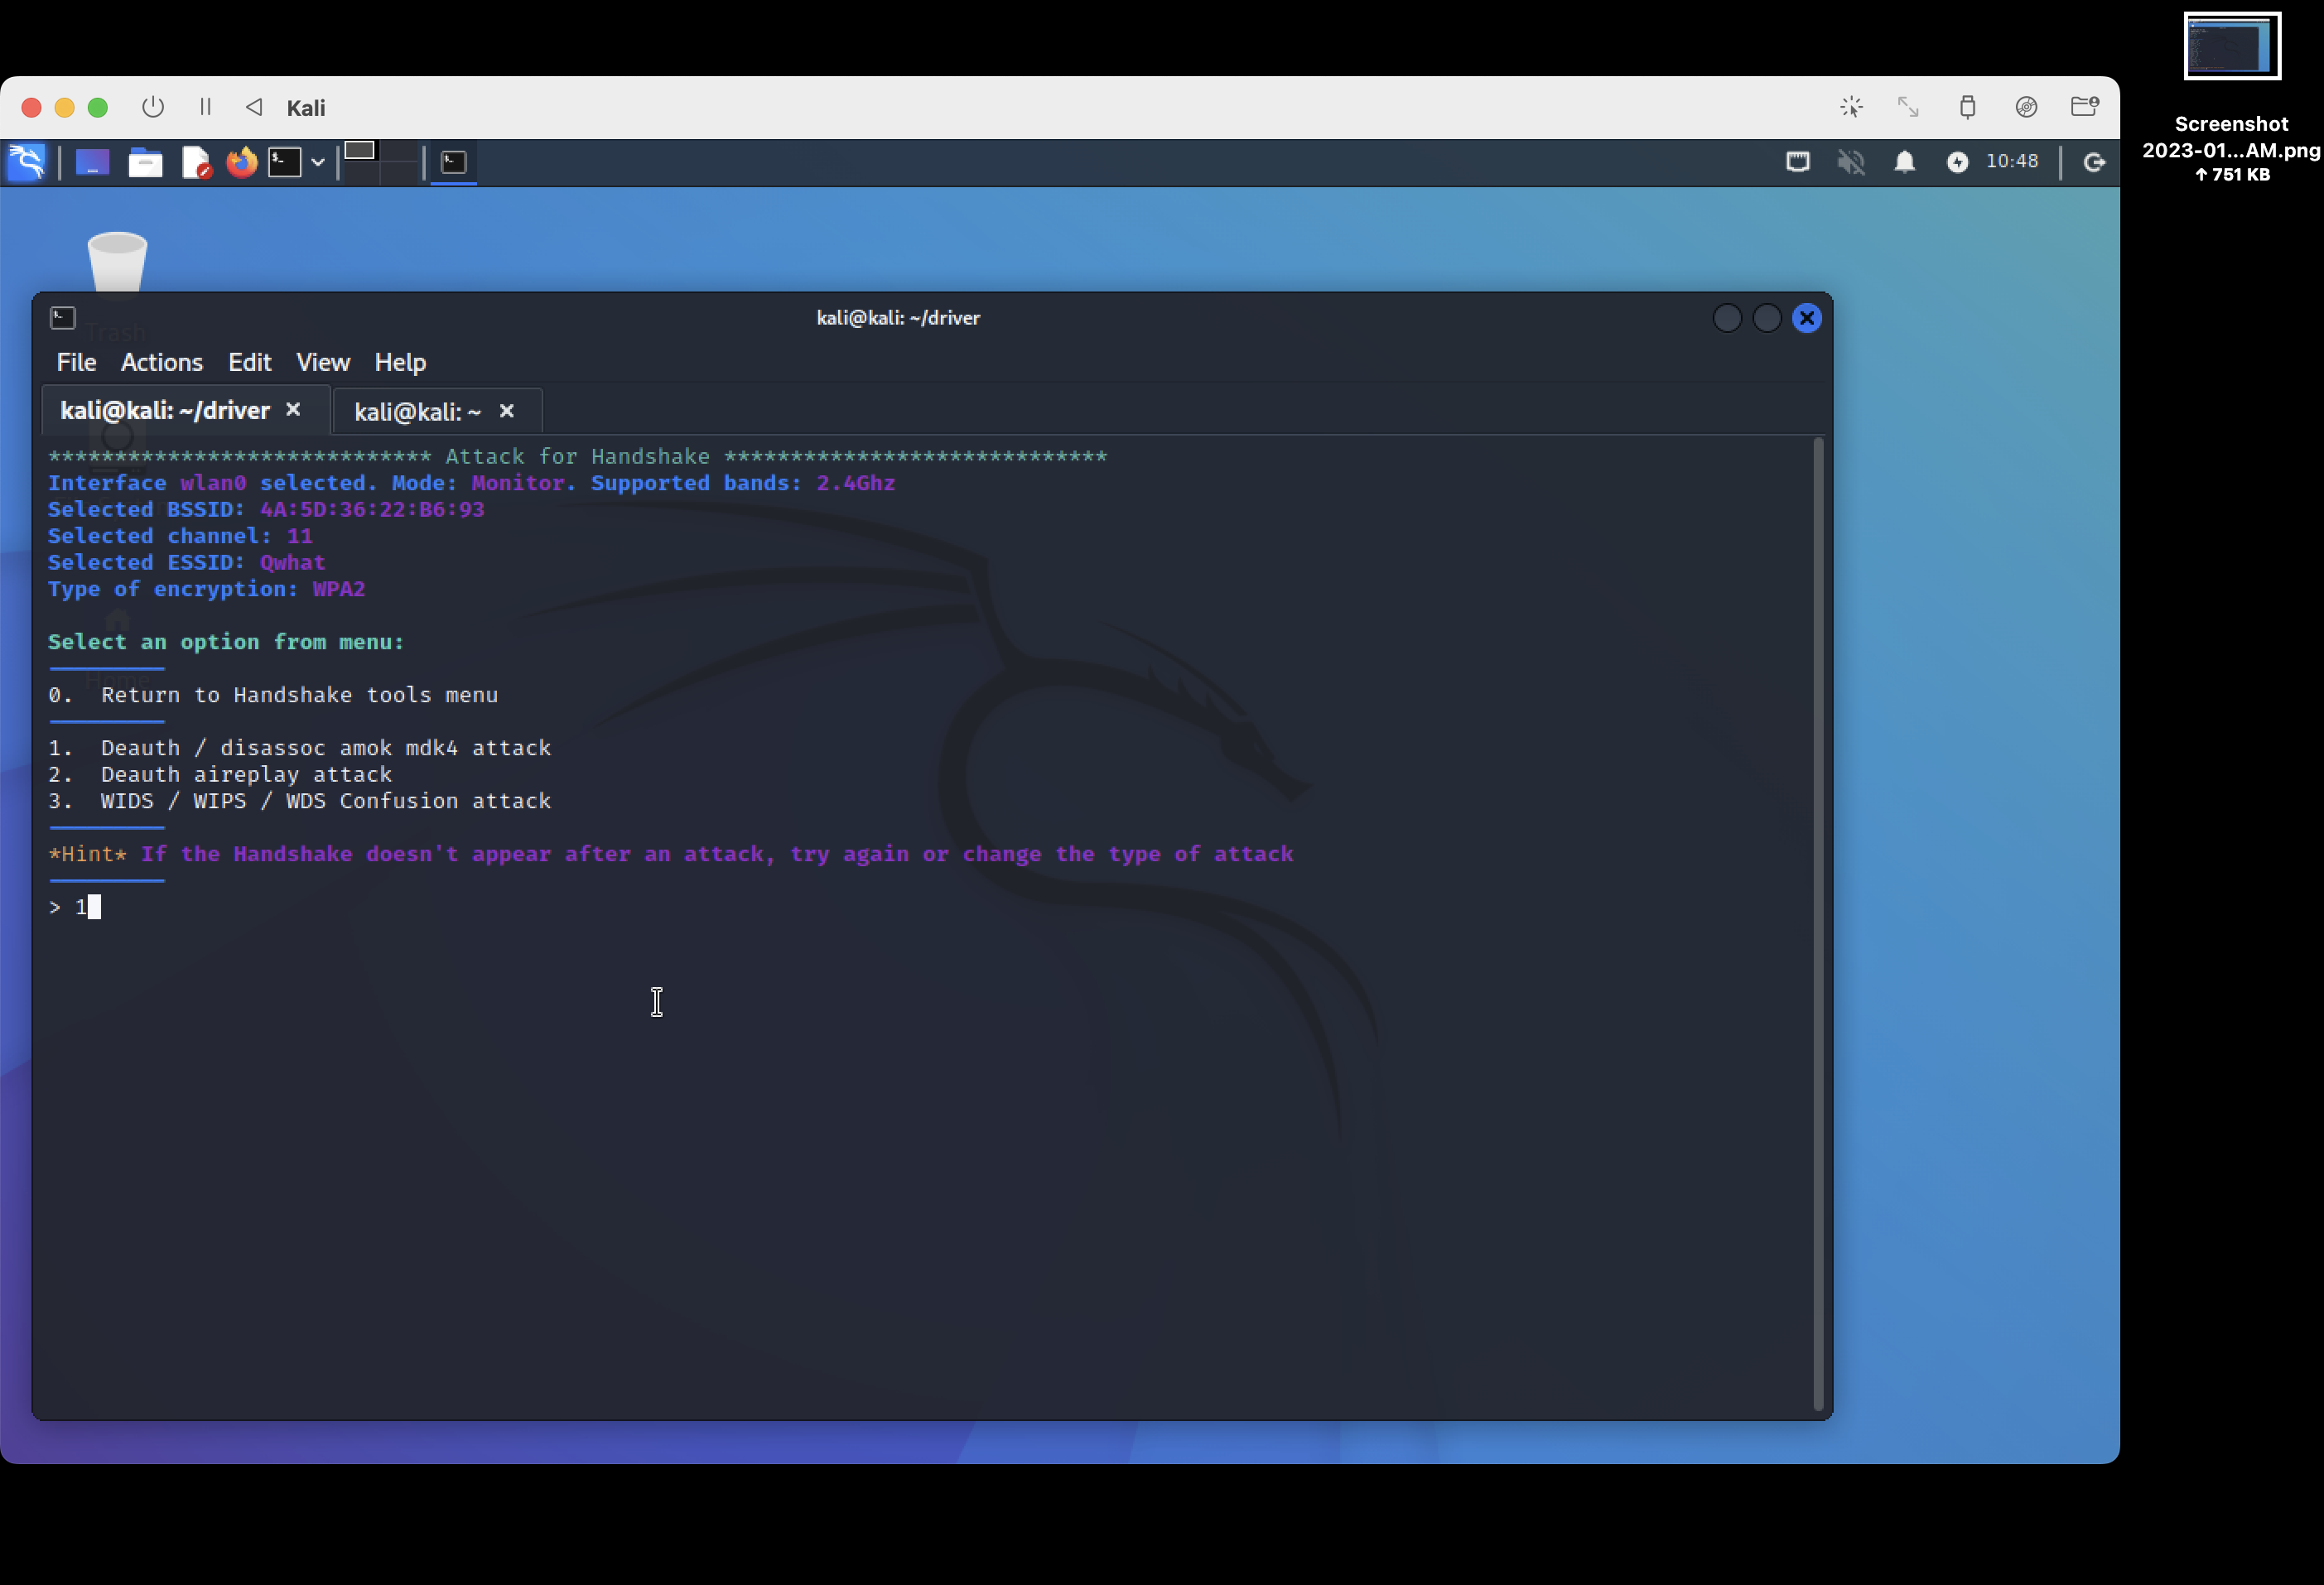 Screenshot
2023-01...AM.png
↑ 751 KB
Kali
10:48
Trash
kali@kali: ~/driver
File Actions Edit View Help
kali@kali: ~/driver × kali@kali: ~ ×
***************************** Attack for Handshake *****************************
Interface wlan0 selected. Mode: Monitor. Supported bands: 2.4Ghz
Selected BSSID: 4A:5D:36:22:B6:93
Selected channel: 11
Selected ESSID: Qwhat
Type of encryption: WPA2
Select an option from menu:
Home
0. Return to Handshake tools menu
1. Deauth / disassoc amok mdk4 attack
2. Deauth aireplay attack
3. WIDS / WIPS / WDS Confusion attack
*Hint* If the Handshake doesn't appear after an attack, try again or change the type of attack
> 1